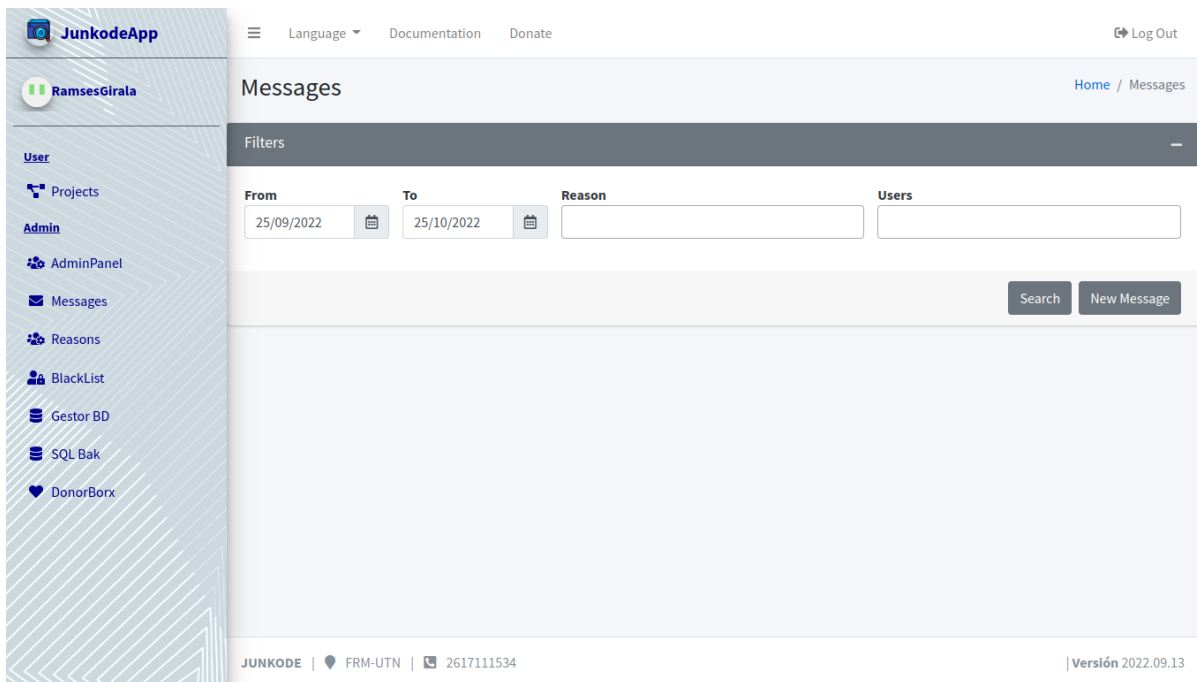 JunkodeApp
RamsesGirala
User
Projects
Admin
AdminPanel
Messages
Reasons
BlackList
Gestor BD
SQL Bak
DonorBorx
Language Documentation Donate Log Out
Messages Home / Messages
Filters
From To Reason Users
25/09/2022 25/10/2022
Search New Message
JUNKODE | FRM-UTN | 2617111534 | Versión 2022.09.13